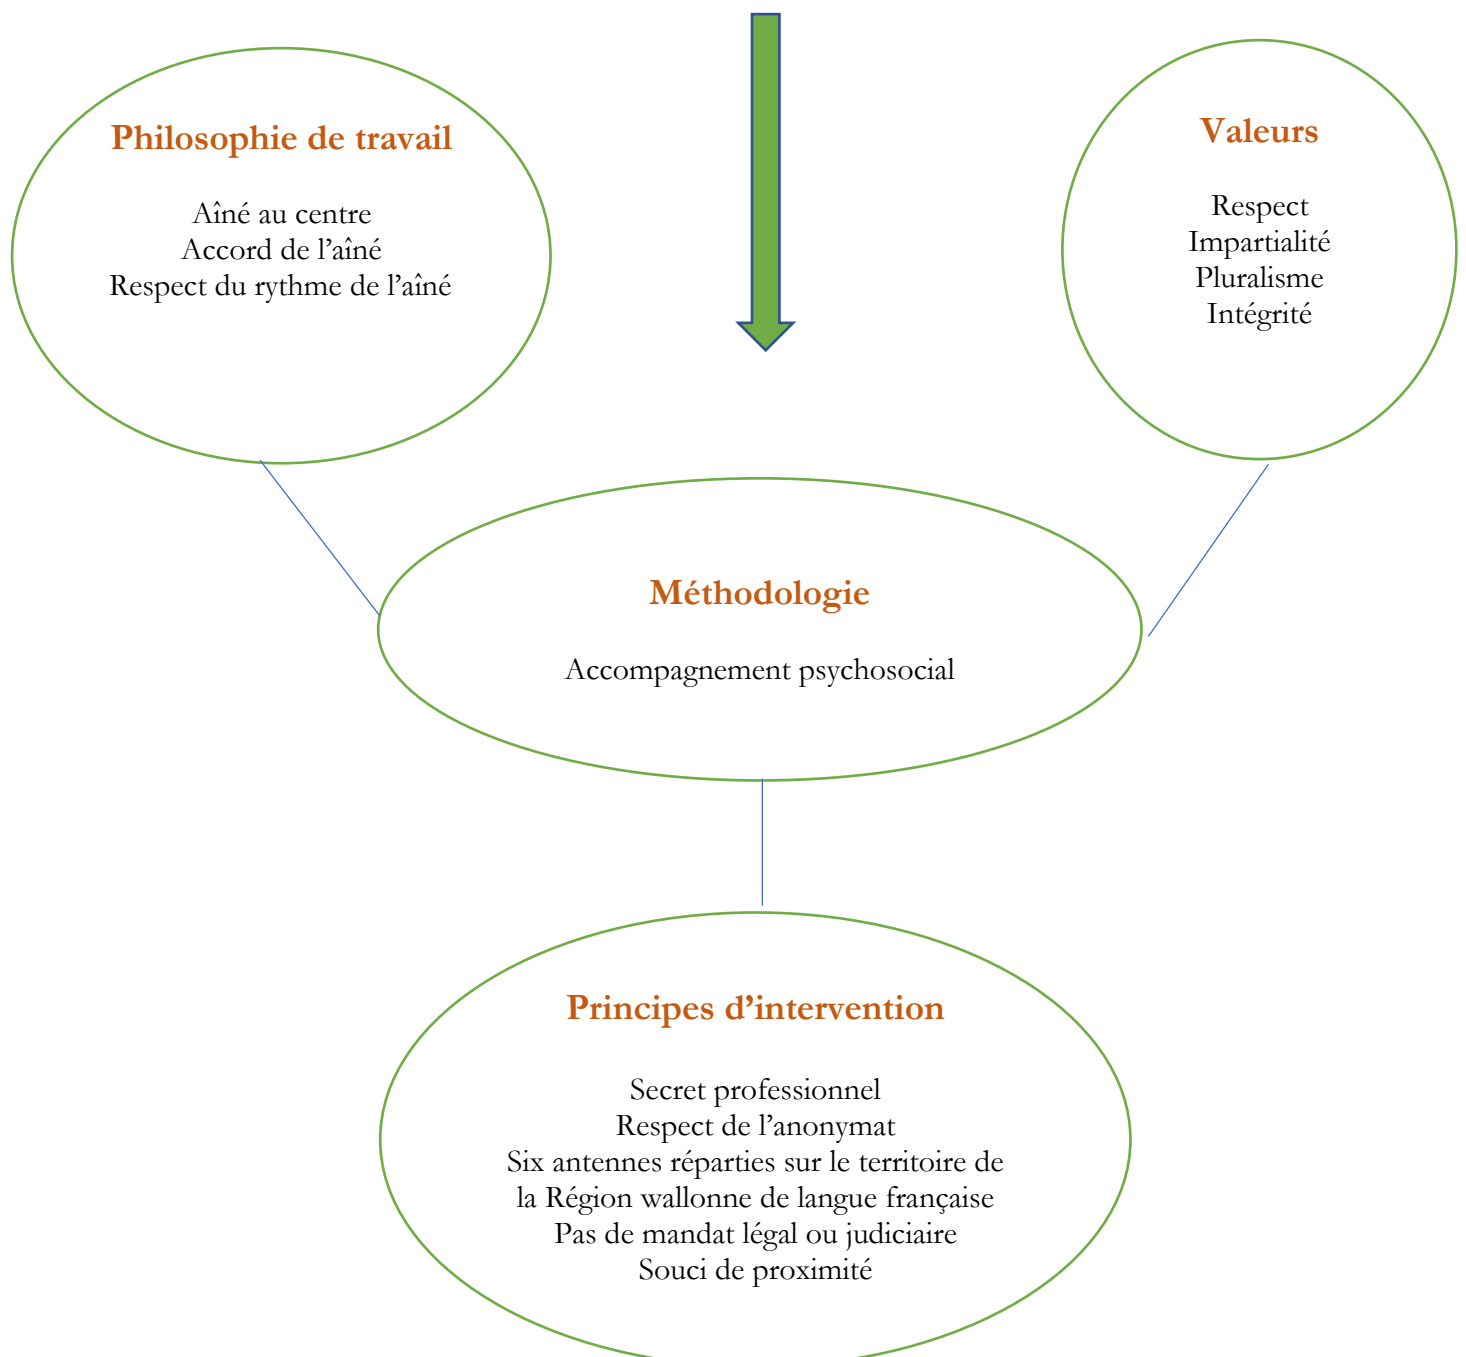 Philosophie de travail
Aîné au centre
Accord de l’aîné
Respect du rythme de l’aîné
Valeurs
Respect
Impartialité
Pluralisme
Intégrité
Méthodologie
Accompagnement psychosocial
Principes d’intervention
Secret professionnel
Respect de l’anonymat
Six antennes réparties sur le territoire de
la Région wallonne de langue française
Pas de mandat légal ou judiciaire
Souci de proximité